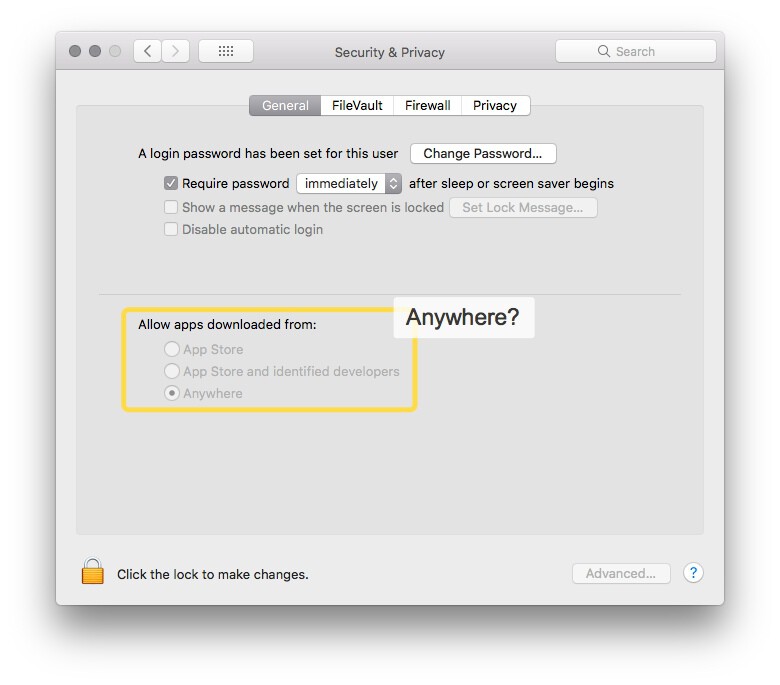 Security & Privacy
Search
General FileVault Firewall Privacy
A login password has been set for this user Change Password...
Require password immediately after sleep or screen saver begins
Show a message when the screen is locked Set Lock Message...
Disable automatic login
Anywhere?
Allow apps downloaded from:
App Store
App Store and identified developers
Anywhere
Click the lock to make changes.
Advanced... ?